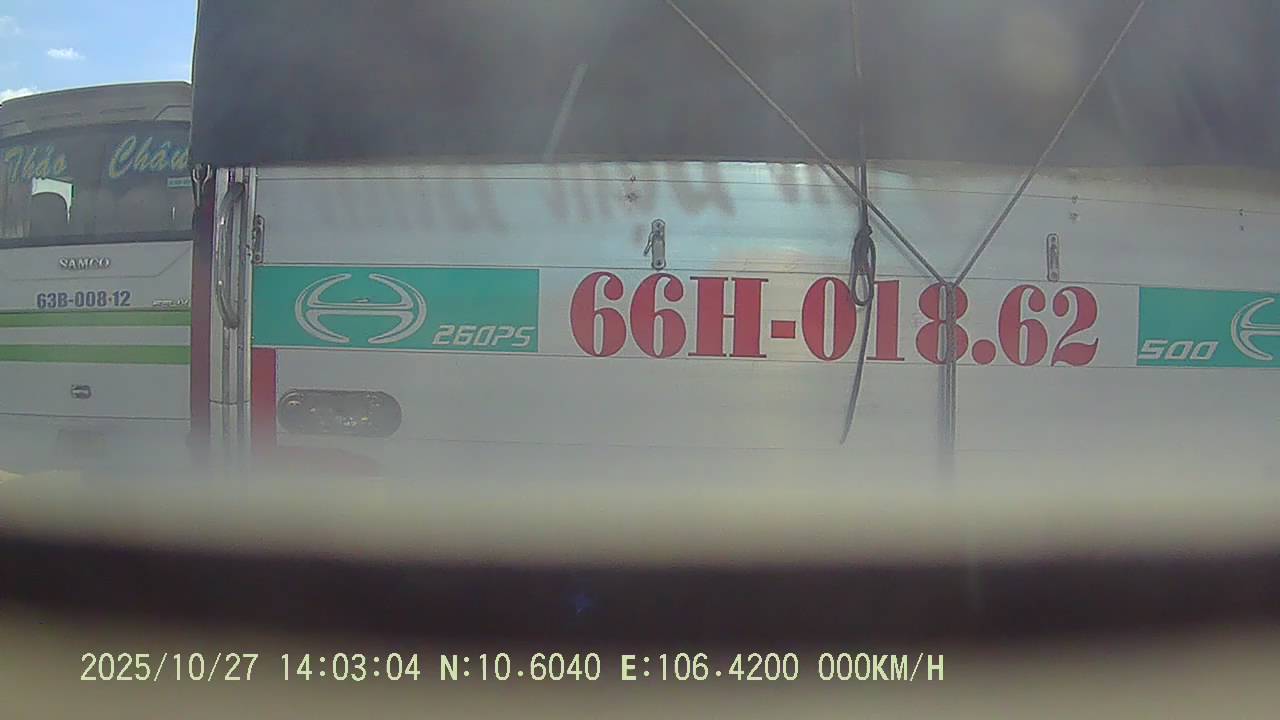 Thảo Châu
SAMCO
63B-008.12
260PS
66H-018.62
500
2025/10/27 14:03:04 N:10.6040 E:106.4200 000KM/H